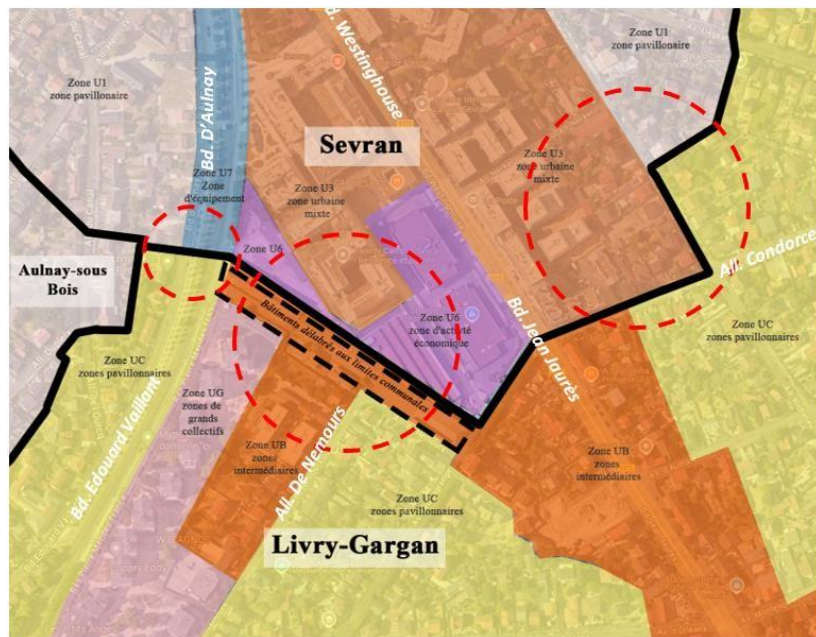 Zone U1
zone pavillonaire
Bd. D'Aulnay
Bd. Westinghouse
Zone U1
zone pavillonaire
Sevran
Zone U7
Zone
d'équipement
Zone U3
zone urbaine
mixte
Zone U3
zone urbaine
mixte
Zone U6
Aulnay-sous
Bois
All. Condorcet
Bâtiments délabrés aux limites communales
Zone U6
zone d'activté
économique
Bd. Jean Jaurès
Zone UC
zones pavillonnaires
Zone UC
zones pavillonnaires
Bd. Edouard Vaillant
Zone UG
zones de
grands
collectifs
Zone UB
zones
intermédiaires
All. De Nemours
Zone UB
zones
intermédiaires
Zone UC
zones pavillonnaires
Livry-Gargan